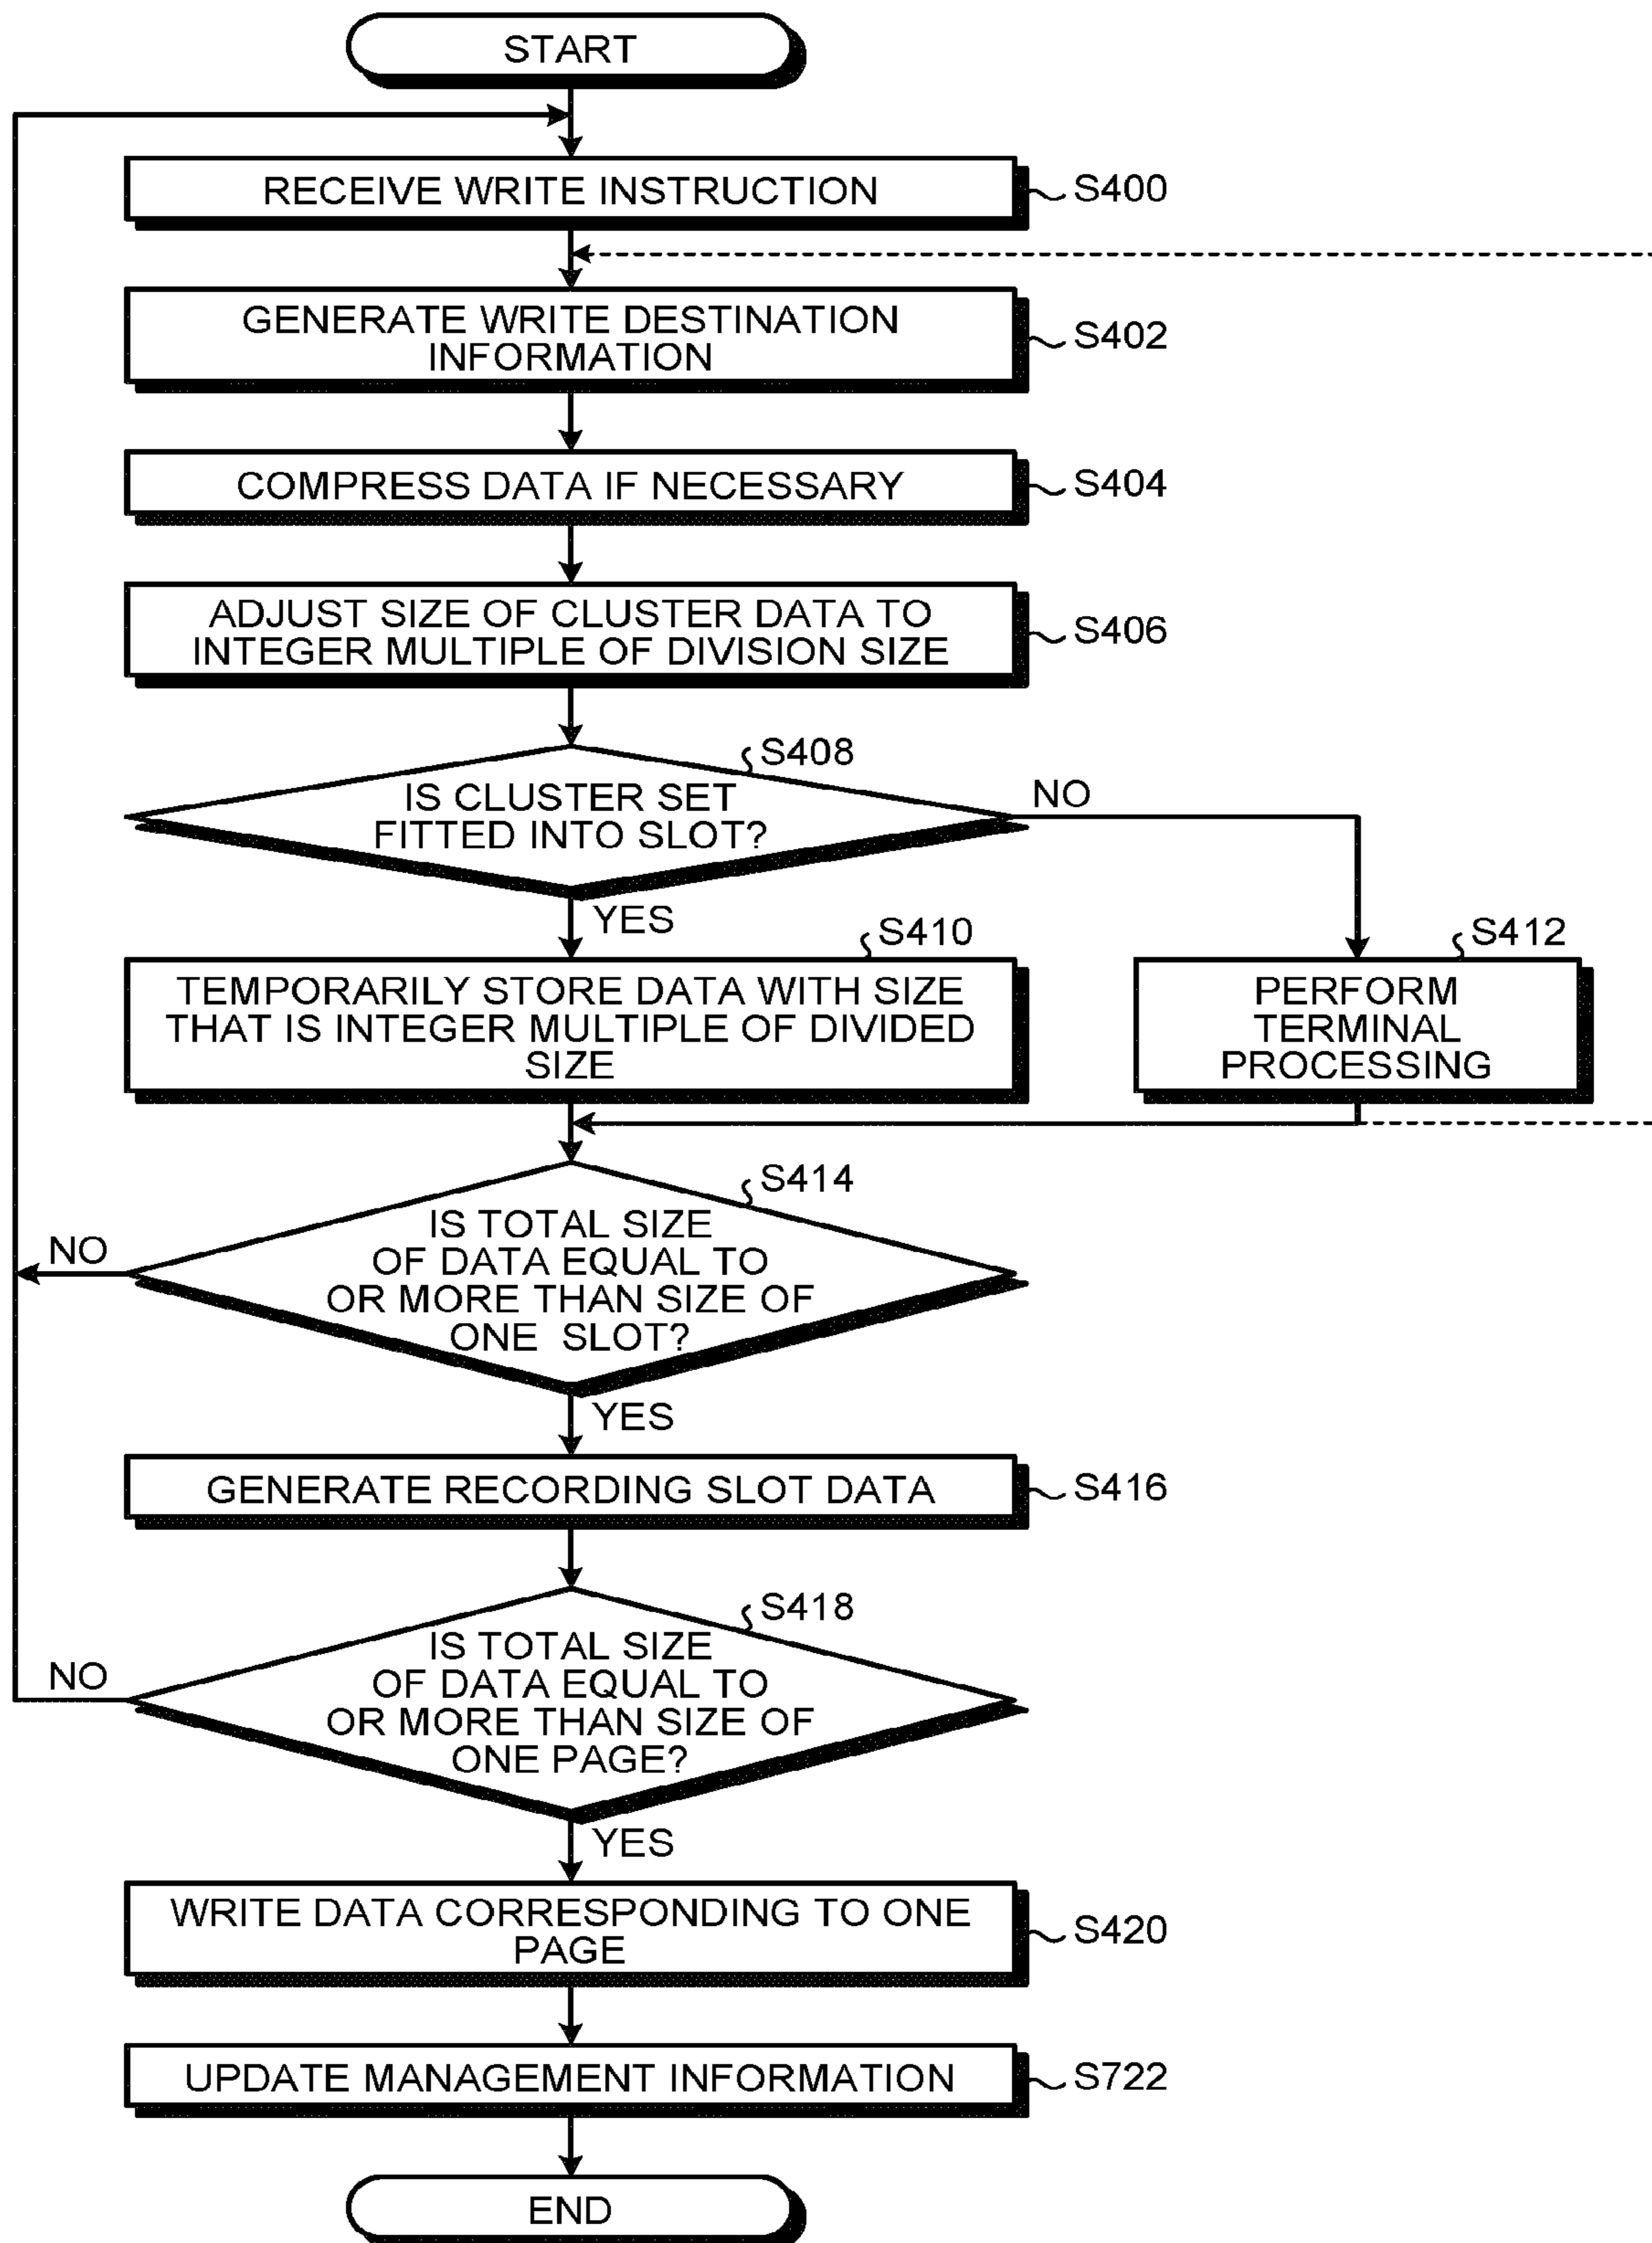 START
RECEIVE WRITE INSTRUCTION
S400
GENERATE WRITE DESTINATION
INFORMATION
S402
COMPRESS DATA IF NECESSARY
S404
ADJUST SIZE OF CLUSTER DATA TO
INTEGER MULTIPLE OF DIVISION SIZE
S406
S408
IS CLUSTER SET
FITTED INTO SLOT?
NO
YES
S410
TEMPORARILY STORE DATA WITH SIZE
THAT IS INTEGER MULTIPLE OF DIVIDED
SIZE
S412
PERFORM
TERMINAL
PROCESSING
S414
IS TOTAL SIZE
OF DATA EQUAL TO
OR MORE THAN SIZE OF
ONE SLOT?
NO
YES
GENERATE RECORDING SLOT DATA
S416
S418
IS TOTAL SIZE
OF DATA EQUAL TO
OR MORE THAN SIZE OF
ONE PAGE?
NO
YES
WRITE DATA CORRESPONDING TO ONE
PAGE
S420
UPDATE MANAGEMENT INFORMATION
S722
END